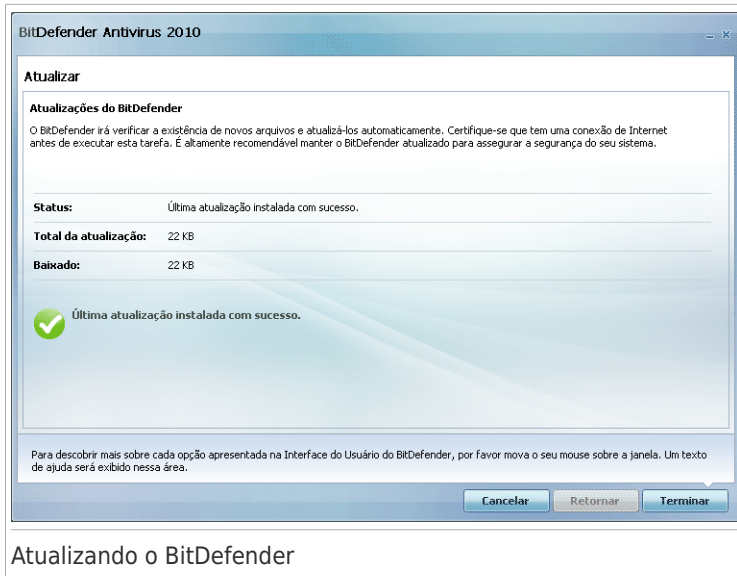 BitDefender Antivirus 2010
Atualizar
Atualizações do BitDefender
O BitDefender irá verificar a existência de novos arquivos e atualizá-los automaticamente. Certifique-se que tem uma conexão de Internet
antes de executar esta tarefa. É altamente recomendável manter o BitDefender atualizado para assegurar a segurança do seu sistema.
Status: Última atualização instalada com sucesso.
Total da atualização: 22 KB
Baixado: 22 KB
Última atualização instalada com sucesso.
Para descobrir mais sobre cada opção apresentada na Interface do Usuário do BitDefender, por favor mova o seu mouse sobre a janela. Um texto
de ajuda será exibido nessa área.
Cancelar Retornar Terminar
Atualizando o BitDefender